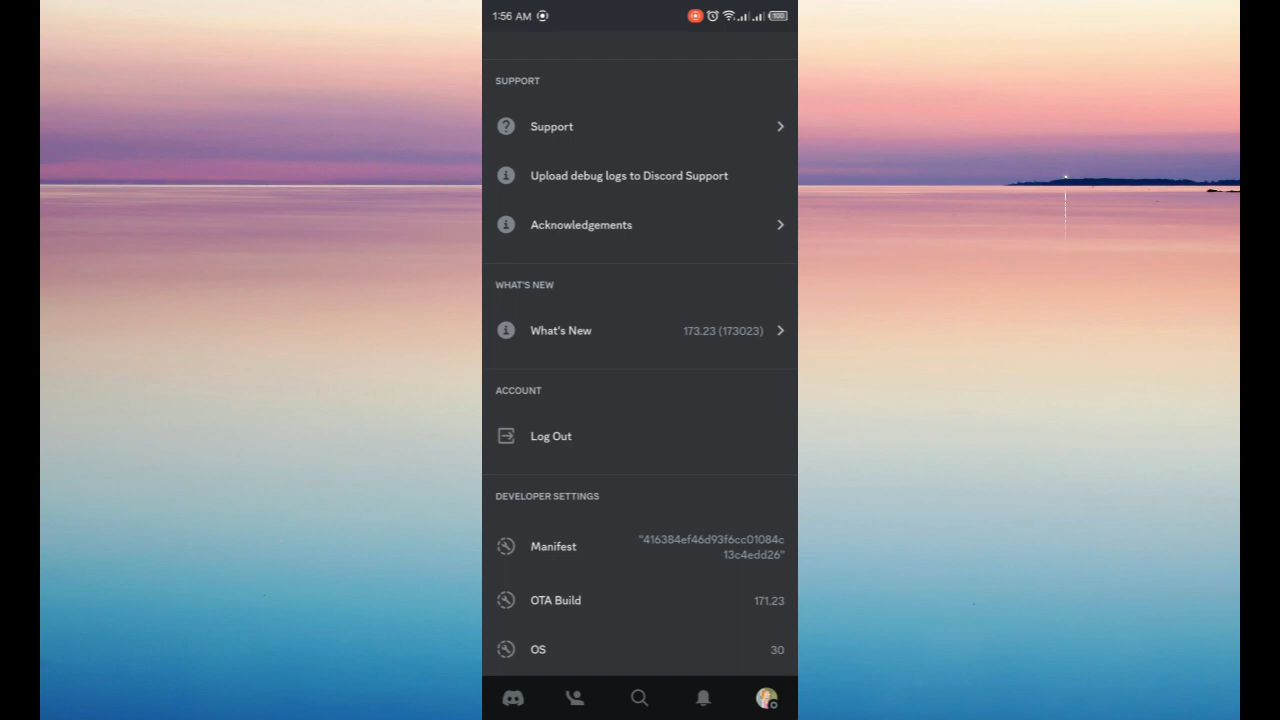 1:56 AM
100
SUPPORT
Support
Upload debug logs to Discord Support
Acknowledgements
WHAT'S NEW
What's New 173.23 (173023)
ACCOUNT
Log Out
DEVELOPER SETTINGS
Manifest "416384ef46d93f6cc01084c
13c4edd26"
OTA Build 171.23
OS 30